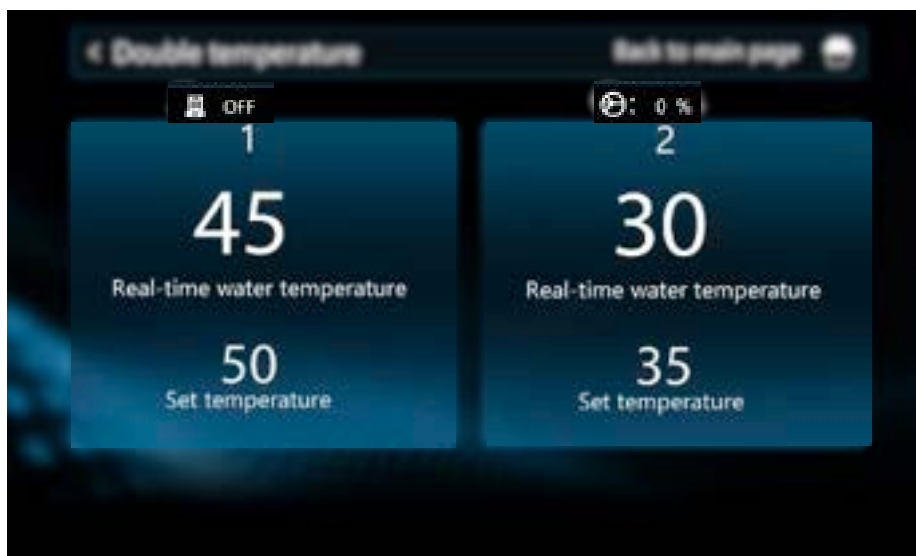 < Double temperature
Back to main page
OFF
: 0 %
1
45
Real-time water temperature
50
Set temperature
2
30
Real-time water temperature
35
Set temperature